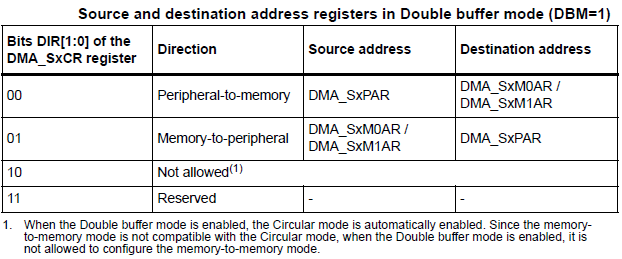 Source and destination address registers in Double buffer mode (DBM=1)
Bits DIR[1:0] of the
DMA_SxCR register
Direction
Source address
Destination address
00
Peripheral-to-memory
DMA_SxPAR
DMA_SxM0AR /
DMA_SxM1AR
01
Memory-to-peripheral
DMA_SxM0AR /
DMA_SxM1AR
DMA_SxPAR
10
Not allowed(1)
11
Reserved
-
-
1. When the Double buffer mode is enabled, the Circular mode is automatically enabled. Since the memory-
to-memory mode is not compatible with the Circular mode, when the Double buffer mode is enabled, it is
not allowed to configure the memory-to-memory mode.